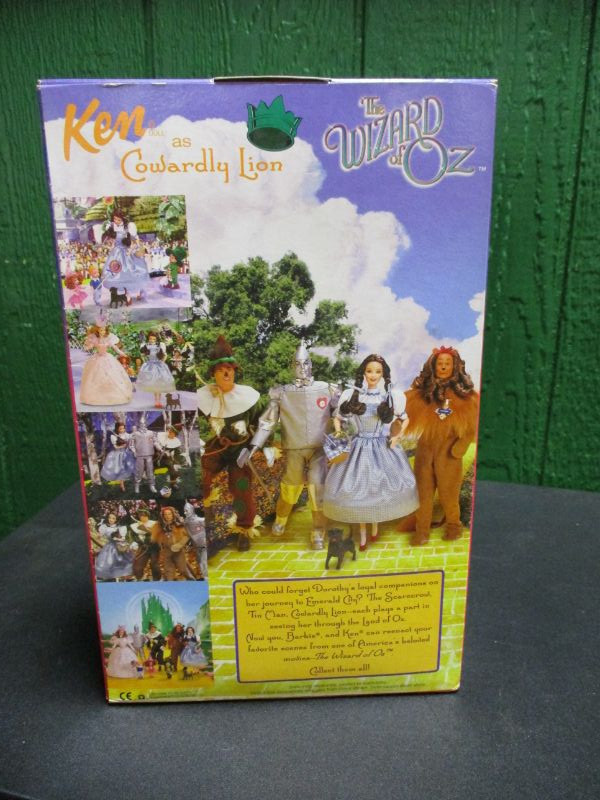 Ken
DOLL
as
Cowardly Lion
The
WIZARD
of OZ™
Who could forget Dorothy's loyal companions on
her journey to Emerald City? The Scarecrow,
Tin Man, Cowardly Lion—each plays a part in
seeing her through the Land of Oz.
Now you, Barbie®, and Ken® can reenact your
favorite scenes from one of America's beloved
movies—The Wizard of Oz™.
Collect them all!
CE